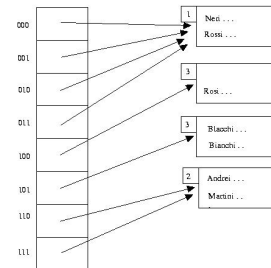 000
001
010
011
100
101
110
111
1
Neri . . .
Rossi . . .
3
Rosi . . .
3
Blacchi . . .
Bianchi . .
2
Andrei . . .
Martini . .